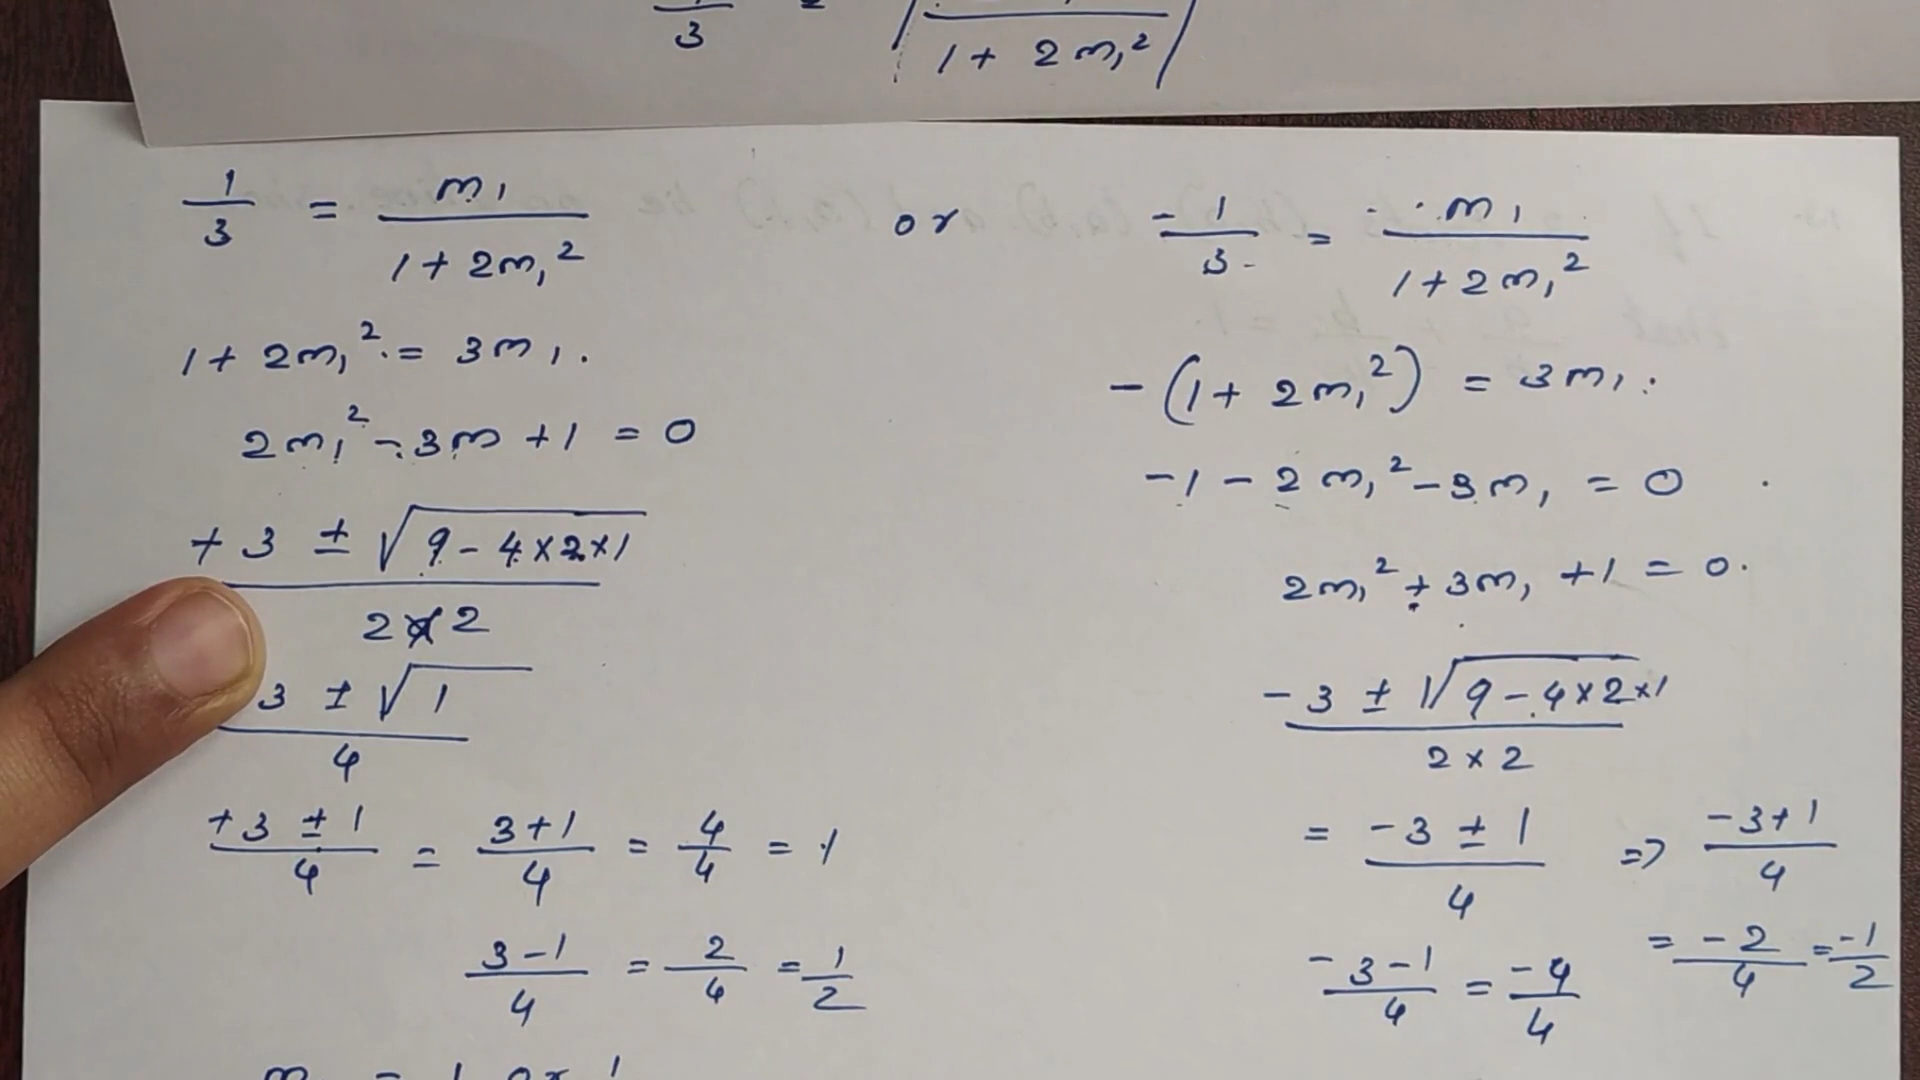 1/3 = | / 1 + 2m₁² |
1/3 = m₁/(1 + 2m₁²) or -1/3 = m₁/(1 + 2m₁²)
1 + 2m₁² = 3m₁.
2m₁² - 3m + 1 = 0
(+3 ± √(9 - 4×2×1))/(2×2)
(3 ± √1)/4
(+3 ± 1)/4 = (3+1)/4 = 4/4 = 1
(3-1)/4 = 2/4 = 1/2
-(1 + 2m₁²) = 3m₁.
-1 - 2m₁² - 3m₁ = 0
2m₁² + 3m₁ + 1 = 0.
(-3 ± √(9 - 4×2×1))/(2×2)
= (-3 ± 1)/4 => (-3+1)/4
= -2/4 = -1/2
(-3-1)/4 = -4/4